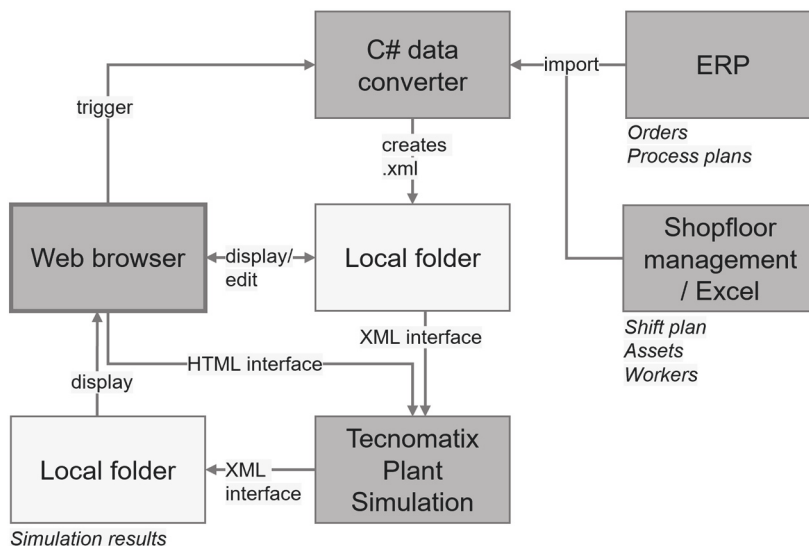 C# data
converter
import
ERP
trigger
Orders
Process plans
creates
.xml
Web browser
display/
edit
Local folder
Shopfloor
management
/ Excel
Shift plan
Assets
Workers
XML interface
HTML interface
display
Local folder
XML
interface
Tecnomatix
Plant
Simulation
Simulation results